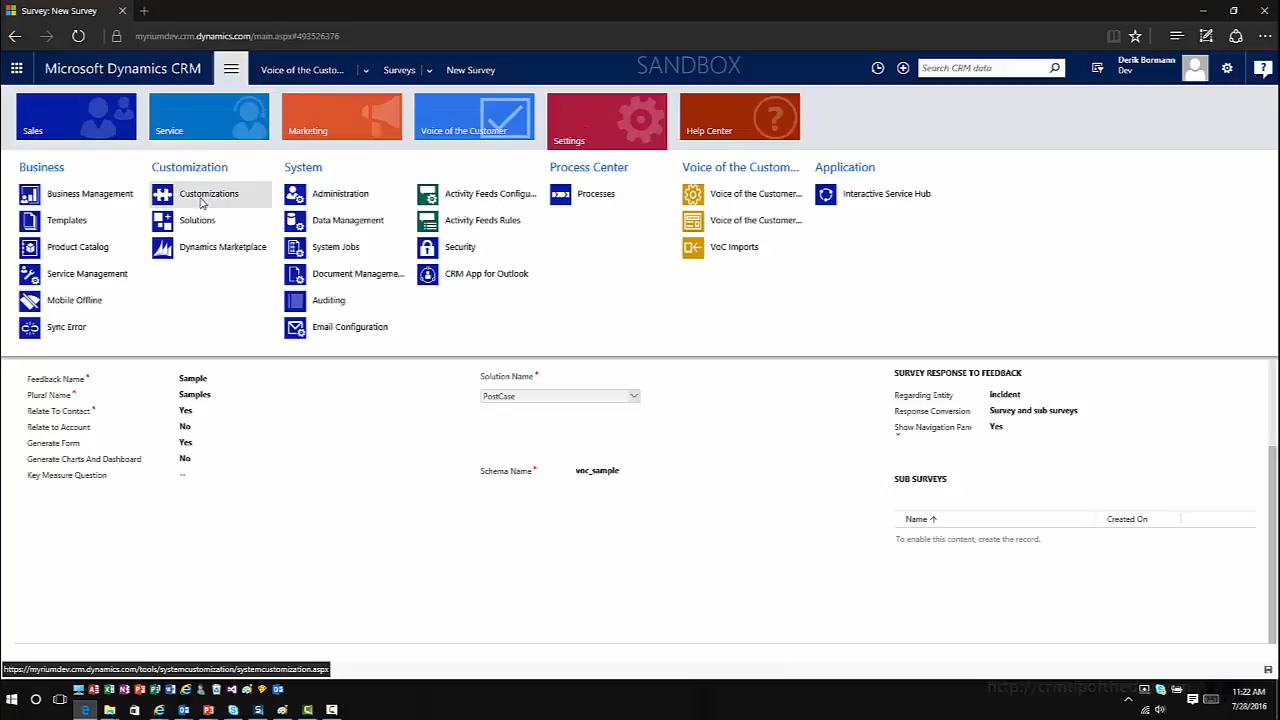 Survey: New Survey
myriumdev.crm.dynamics.com/main.aspx#493526376
Microsoft Dynamics CRM
Voice of the Custo...
Surveys
New Survey
SANDBOX
Search CRM data
Derik Bormann
Dev
Sales
Service
Marketing
Voice of the Customer
Settings
Help Center
Business
Business Management
Templates
Product Catalog
Service Management
Mobile Offline
Sync Error
Customization
Customizations
Solutions
Dynamics Marketplace
System
Administration
Data Management
System Jobs
Document Manageme...
Auditing
Email Configuration
Activity Feeds Configu...
Activity Feeds Rules
Security
CRM App for Outlook
Process Center
Processes
Voice of the Custom...
Voice of the Customer...
Voice of the Customer...
VoC Imports
Application
Interactive Service Hub
Feedback Name* Sample
Plural Name* Samples
Relate To Contact* Yes
Relate to Account No
Generate Form Yes
Generate Charts And Dashboard No
Key Measure Question --
Solution Name*
PostCase
Schema Name* voc_sample
SURVEY RESPONSE TO FEEDBACK
Regarding Entity incident
Response Conversion Survey and sub surveys
Show Navigation Pane Yes
*
SUB SURVEYS
Name Created On
To enable this content, create the record.
https://myriumdev.crm.dynamics.com/tools/systemcustomization/systemcustomization.aspx
11:22 AM
7/28/2016